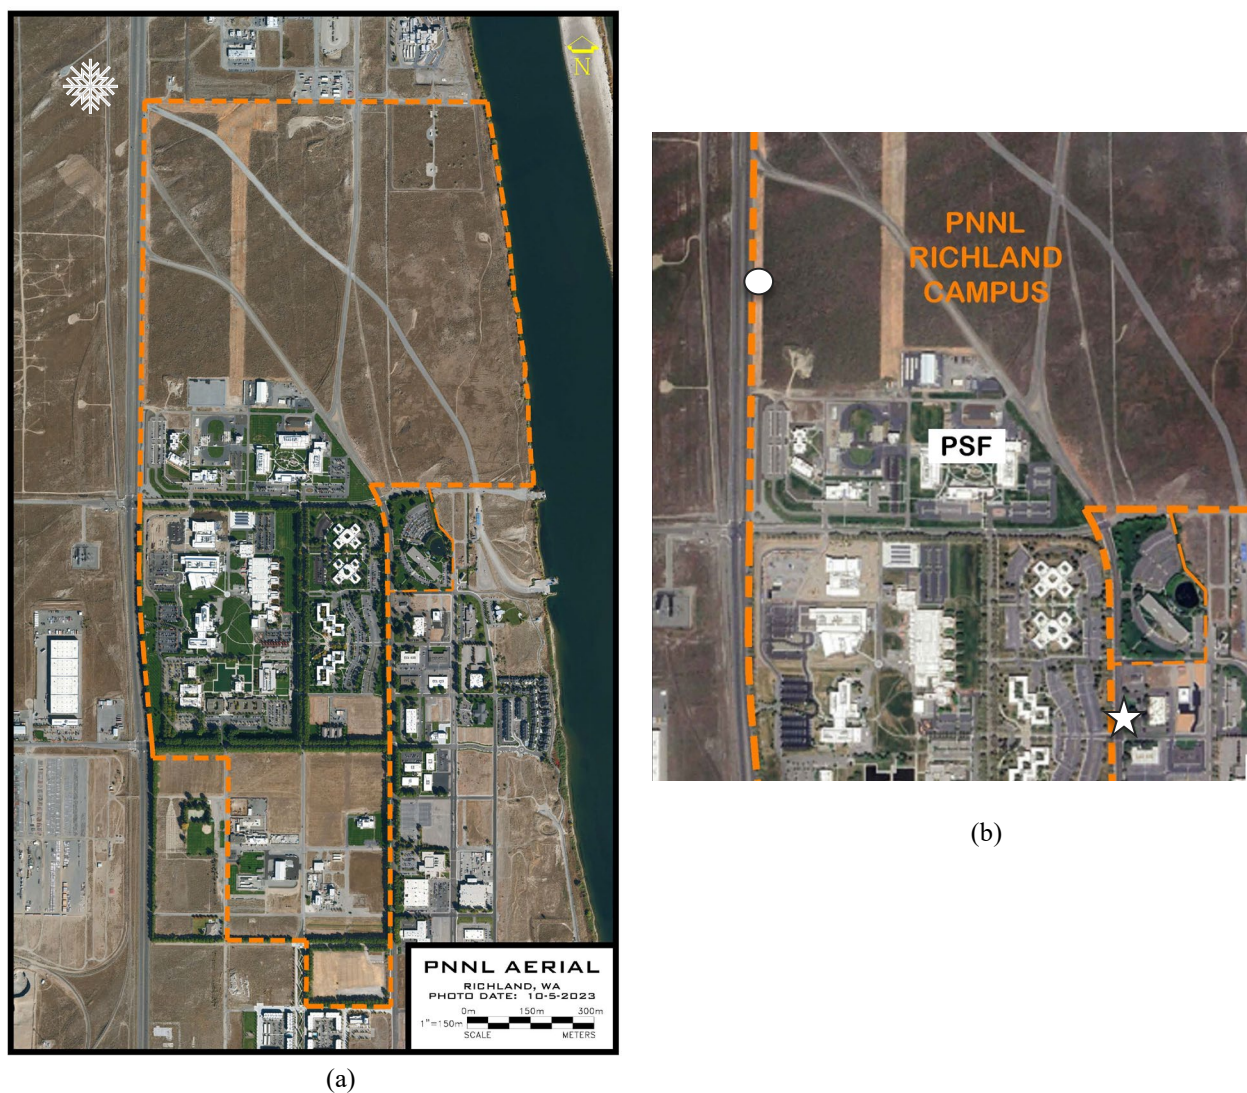 N
PNNL AERIAL
RICHLAND, WA
PHOTO DATE: 10-5-2023
0m 150m 300m
1"=150m
SCALE METERS
(a)
PNNL
RICHLAND
CAMPUS
PSF
(b)